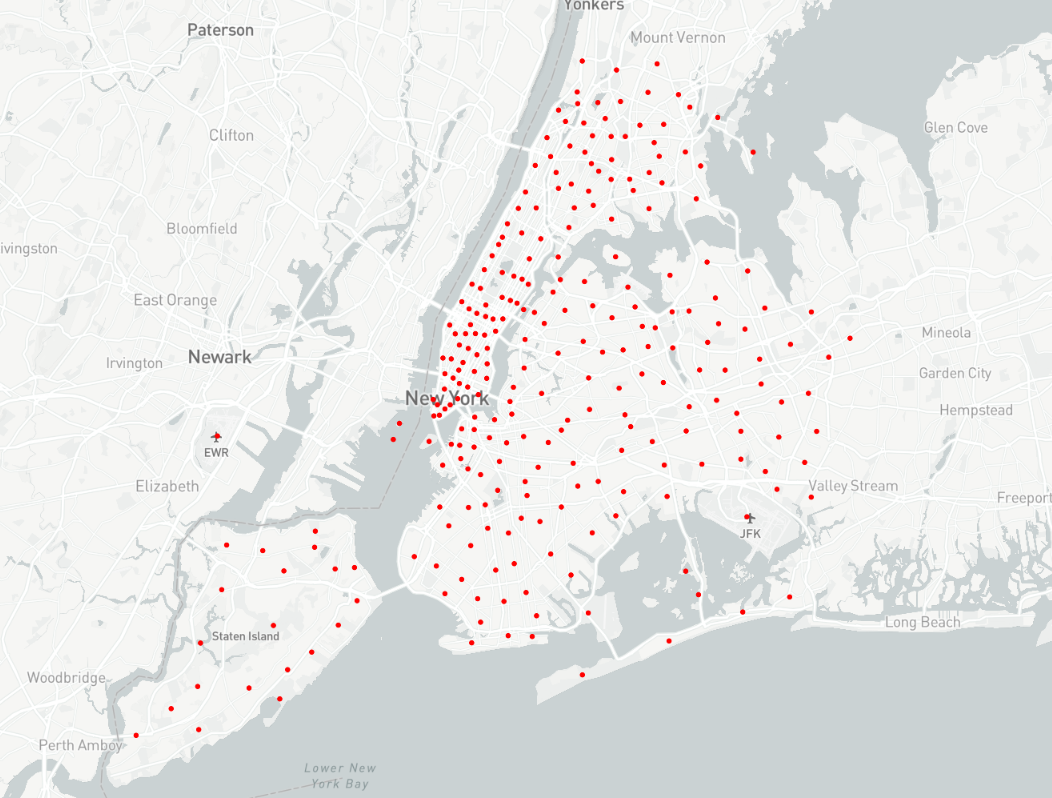 Yonkers
Paterson
Mount Vernon
Clifton
Glen Cove
Bloomfield
ivingston
East Orange
Mineola
Newark
Irvington
Garden City
New York
Hempstead
EWR
Elizabeth
Valley Stream
Freeport
JFK
Long Beach
Staten Island
Woodbridge
Perth Amboy
Lower New
York Bay